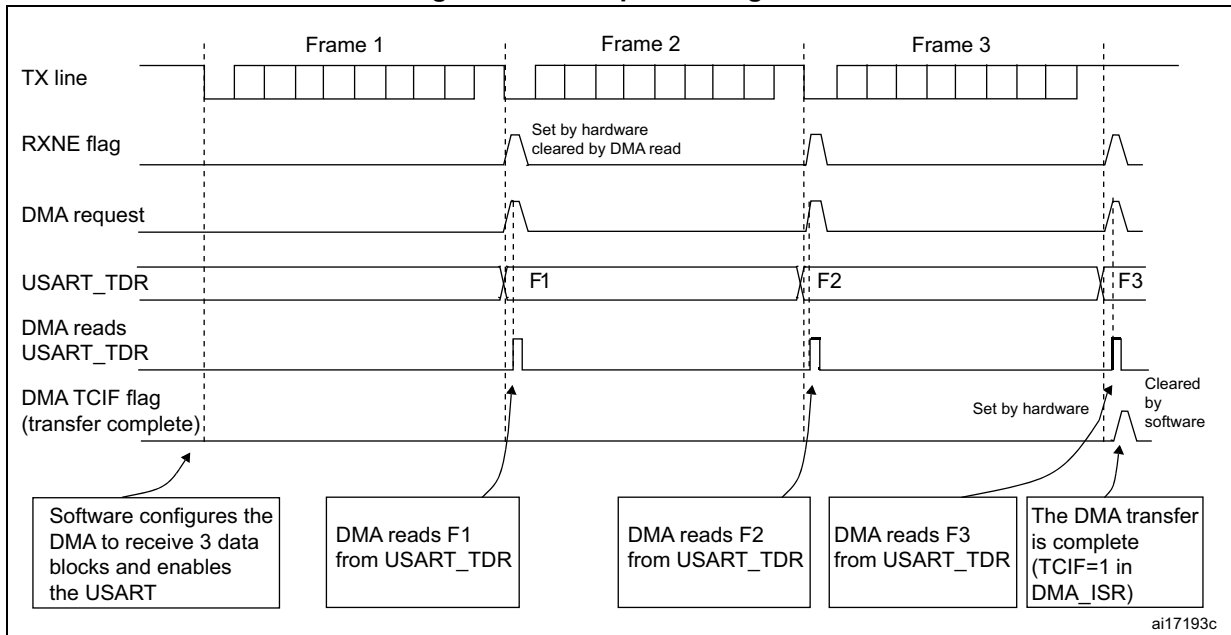 Frame 1
Frame 2
Frame 3
TX line
RXNE flag
Set by hardware
cleared by DMA read
DMA request
USART_TDR
F1
F2
F3
DMA reads
USART_TDR
DMA TCIF flag
(transfer complete)
Set by hardware
Cleared
by
software
Software configures the
DMA to receive 3 data
blocks and enables
the USART
DMA reads F1
from USART_TDR
DMA reads F2
from USART_TDR
DMA reads F3
from USART_TDR
The DMA transfer
is complete
(TCIF=1 in
DMA_ISR)
ai17193c